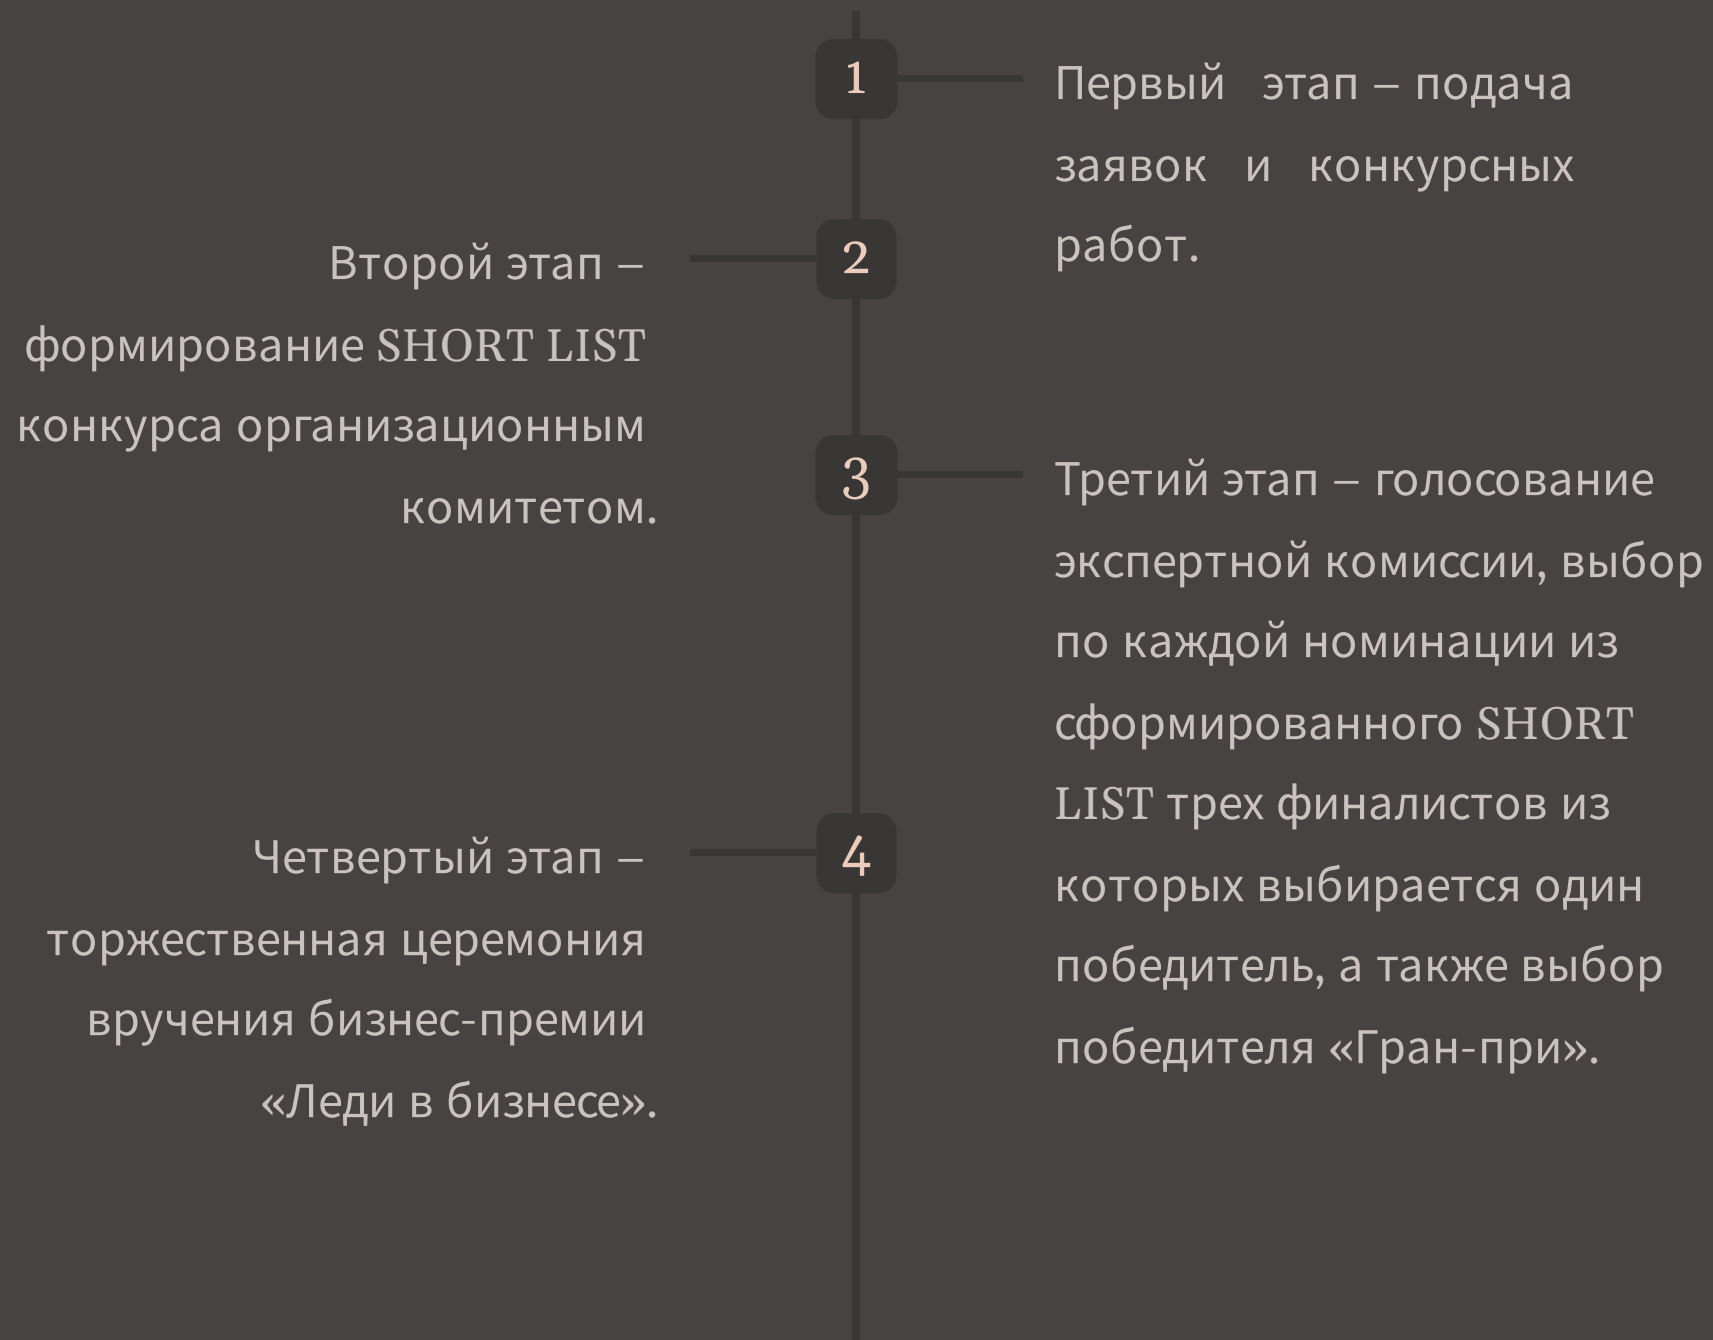 1
Первый этап – подача
заявок и конкурсных
работ.
2
Второй этап –
формирование SHORT LIST
конкурса организационным
комитетом.
3
Третий этап – голосование
экспертной комиссии, выбор
по каждой номинации из
сформированного SHORT
LIST трех финалистов из
которых выбирается один
победитель, а также выбор
победителя «Гран-при».
4
Четвертый этап –
торжественная церемония
вручения бизнес-премии
«Леди в бизнесе».